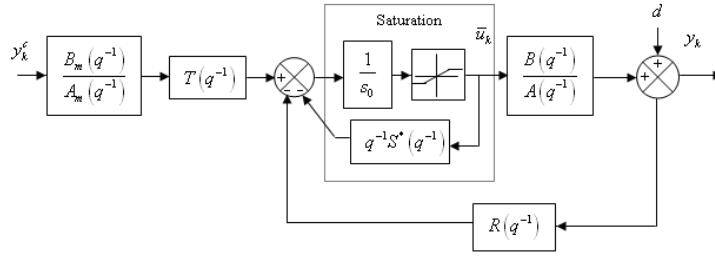 Saturation
d
y_k^c
B_m(q^{-1})
A_m(q^{-1})
T(q^{-1})
+
-
-
1
s_0
ū_k
B(q^{-1})
A(q^{-1})
+
+
y_k
q^{-1}S^*(q^{-1})
R(q^{-1})